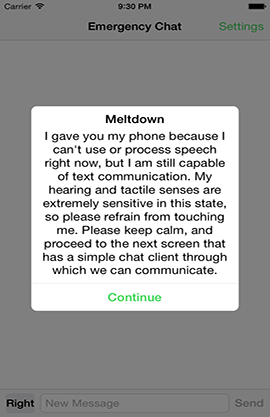 Carrier 9:30 PM
Emergency Chat Settings
Meltdown
I gave you my phone because I
can't use or process speech
right now, but I am still capable
of text communication. My
hearing and tactile senses are
extremely sensitive in this state,
so please refrain from touching
me. Please keep calm, and
proceed to the next screen that
has a simple chat client through
which we can communicate.
Continue
Right New Message Send